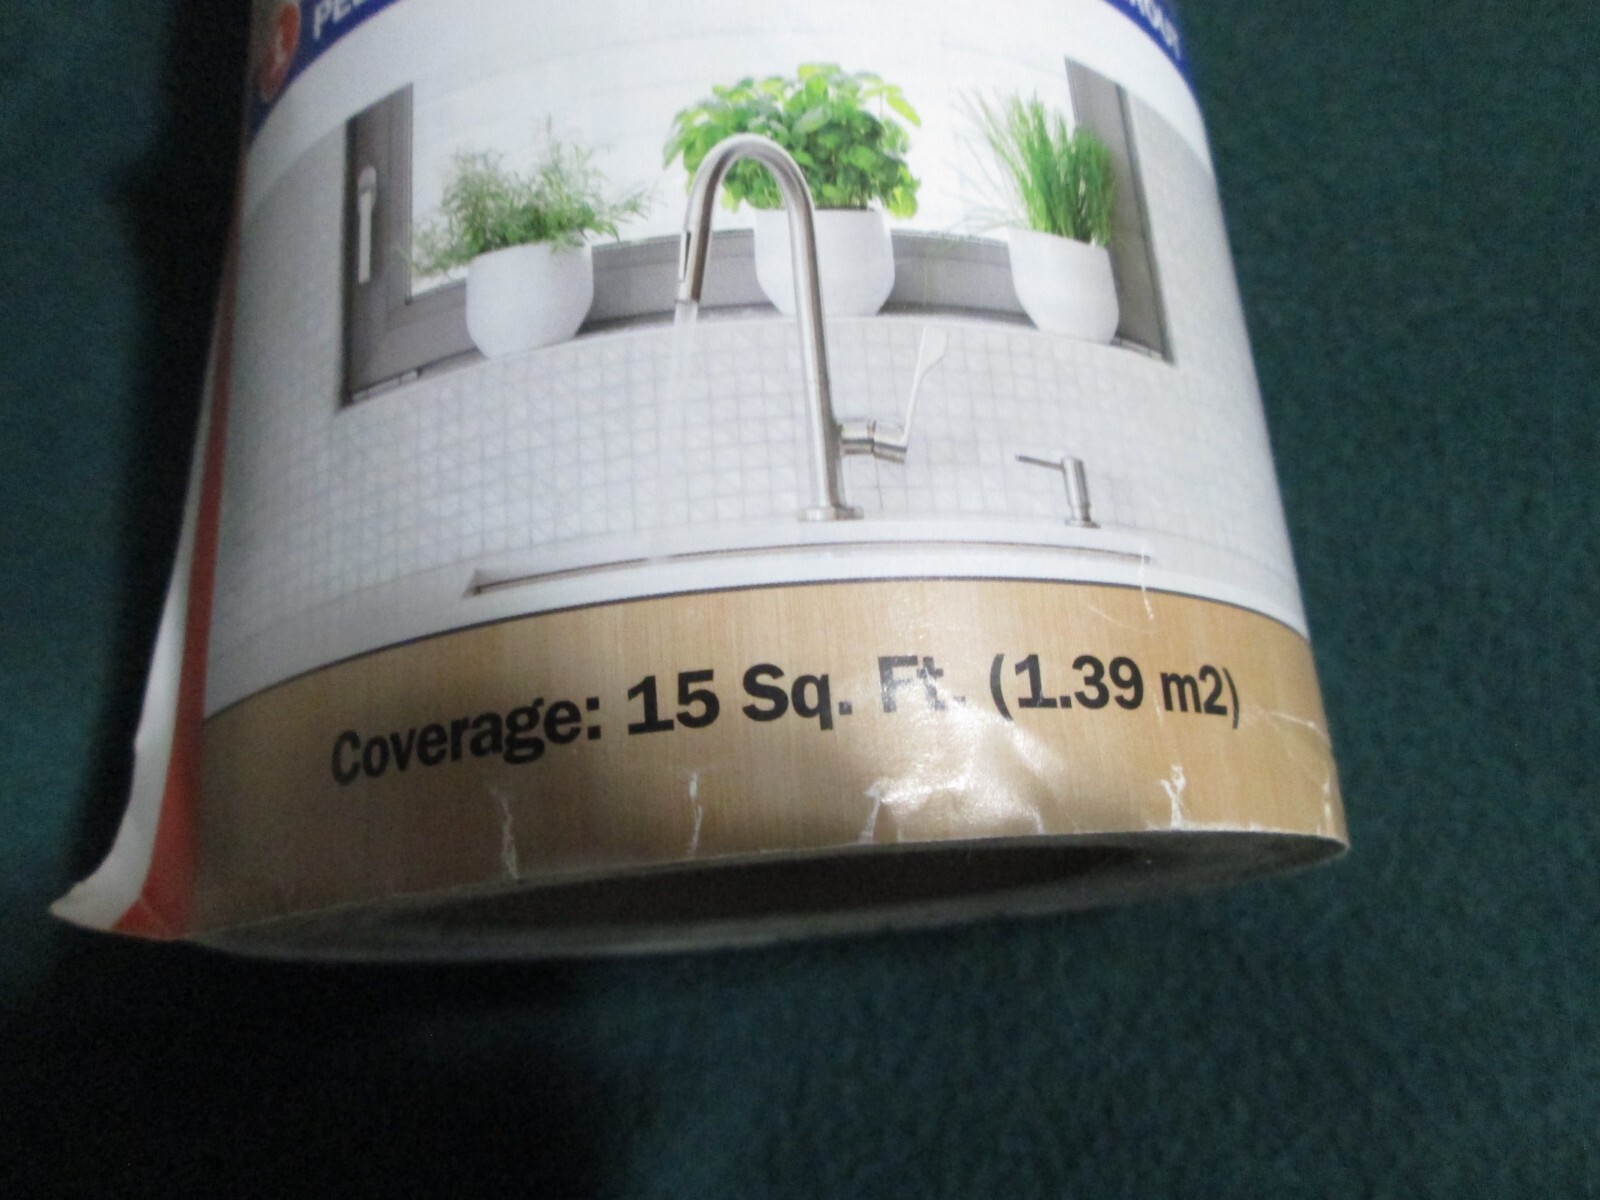 Coverage: 15 Sq. Ft. (1.39 m2)